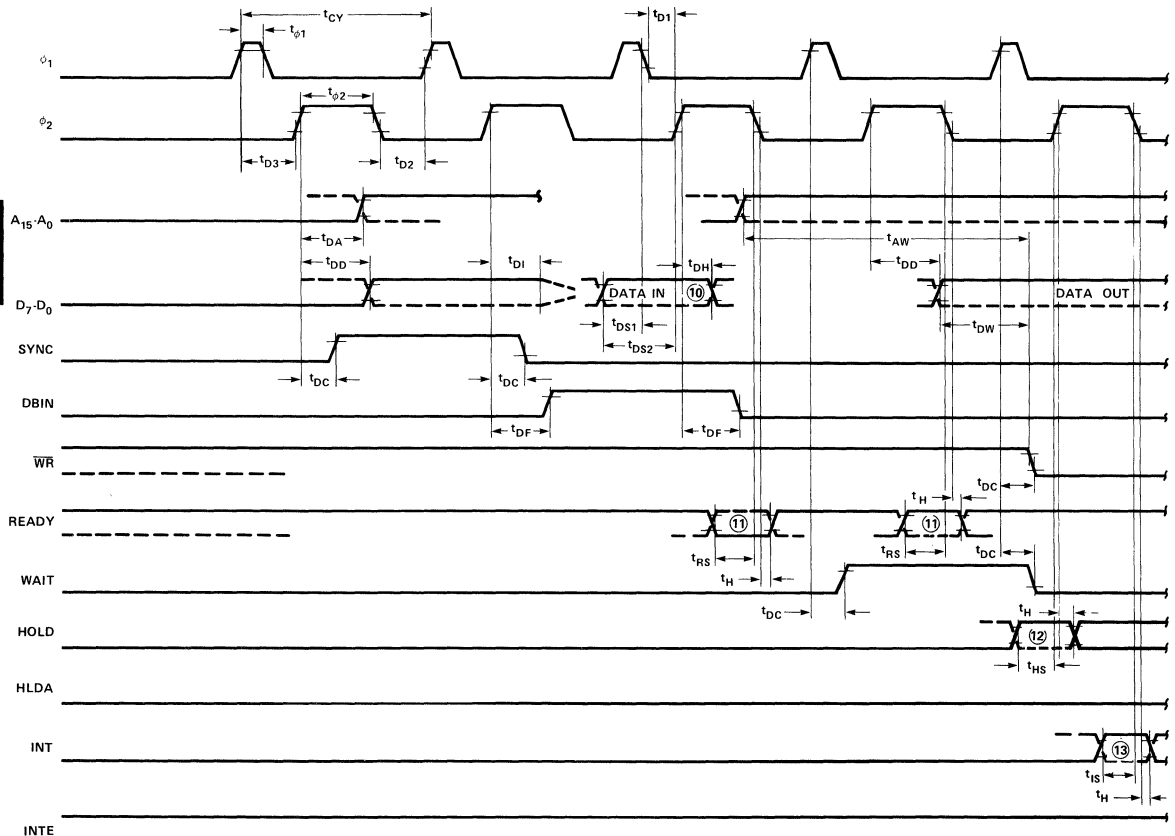 tCY
tφ1
tD1
φ1
tφ2
φ2
tD3
tD2
A15-A0
tDA
tAW
tDD
tDI
tDH
tDD
D7-D0
DATA IN ⑩
DATA OUT
tDS1
tDW
tDS2
SYNC
tDC
tDC
DBIN
tDF
tDF
WR
tDC
tH
READY
⑪
⑪
tRS
tRS
tDC
WAIT
tH
tDC
tH
HOLD
⑫
tHS
HLDA
INT
⑬
tIS
tH
INTE